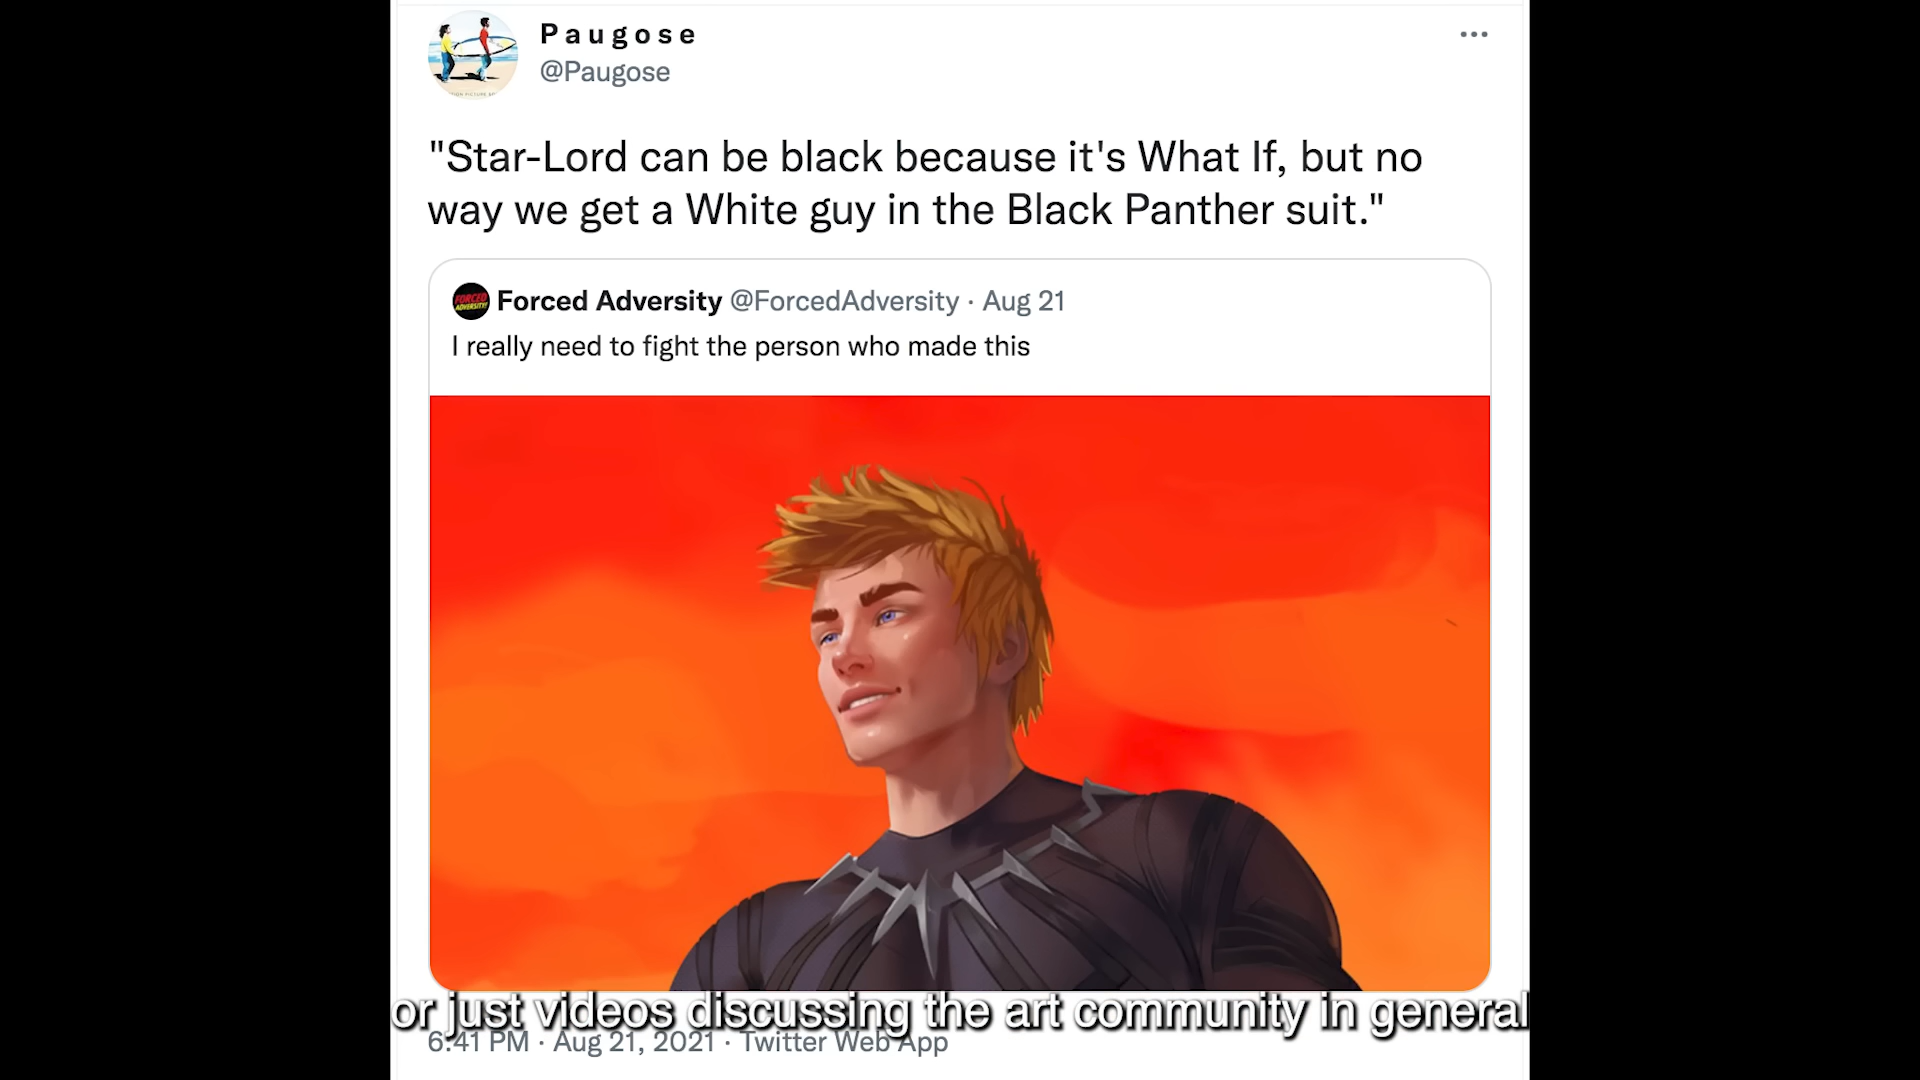 Paugose
@Paugose
"Star-Lord can be black because it's What If, but no
way we get a White guy in the Black Panther suit."
FORCED
ADVERSITY!
Forced Adversity @ForcedAdversity · Aug 21
I really need to fight the person who made this
or just videos discussing the art community in general
6:41 PM · Aug 21, 2021 · Twitter Web App